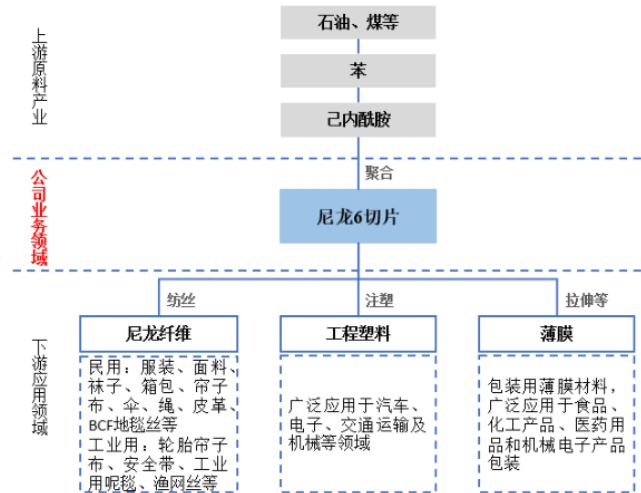 上游原料产业
石油、煤等
苯
己内酰胺
公司业务领域
聚合
尼龙6切片
下游应用领域
纺丝
注塑
拉伸等
尼龙纤维
工程塑料
薄膜
民用：服装、面料、
袜子、箱包、帘子
布、伞、绳、皮革、
BCF地毯丝等
工业用：轮胎帘子
布、安全带、工业
用呢毯、渔网丝等
广泛应用于汽车、
电子、交通运输及
机械等领域
包装用薄膜材料，
广泛应用于食品、
化工产品、医药用
品和机械电子产品
包装